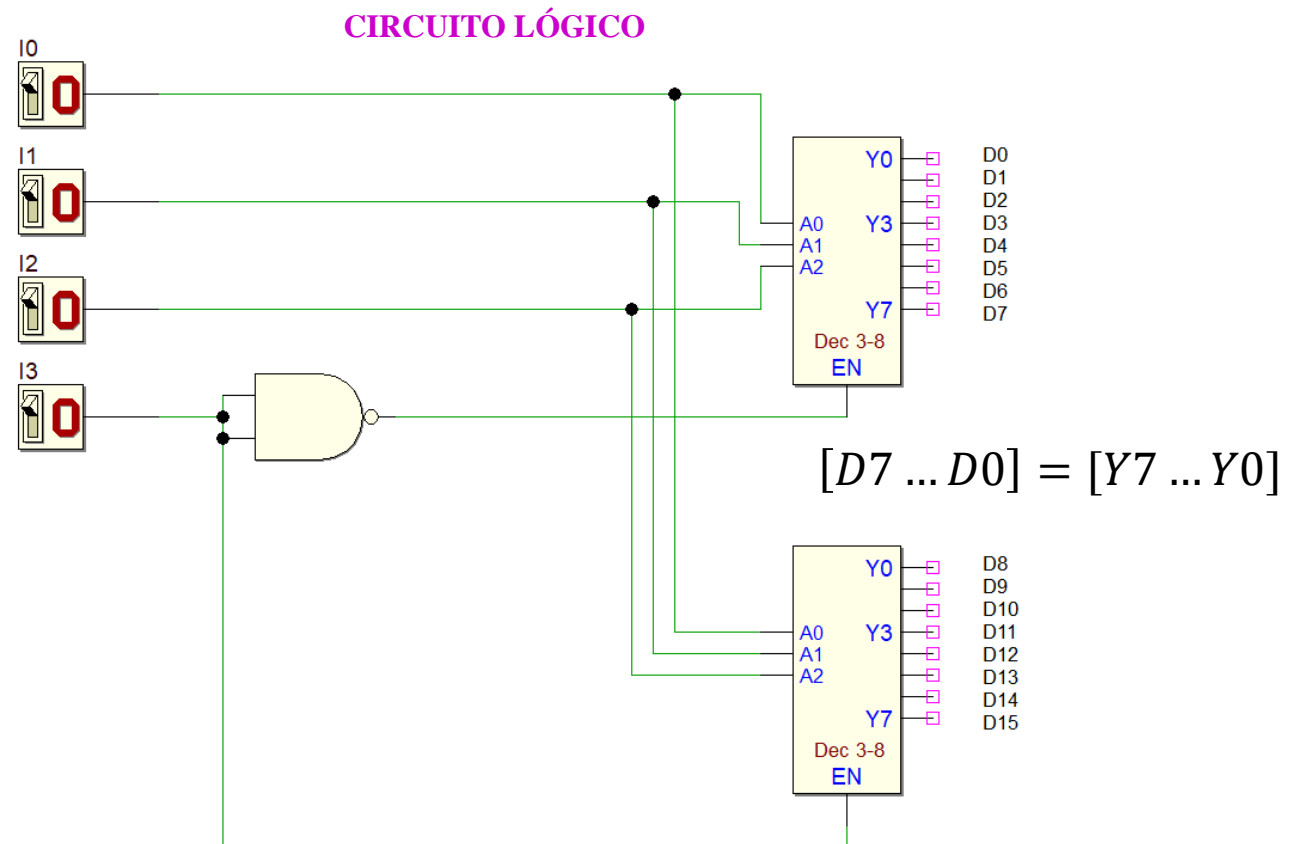 CIRCUITO LÓGICO
I0
0
I1
0
I2
0
I3
0
Y0
A0 Y3
A1
A2
Y7
Dec 3-8
EN
D0
D1
D2
D3
D4
D5
D6
D7
[D7 … D0] = [Y7 … Y0]
Y0
A0 Y3
A1
A2
Y7
Dec 3-8
EN
D8
D9
D10
D11
D12
D13
D14
D15